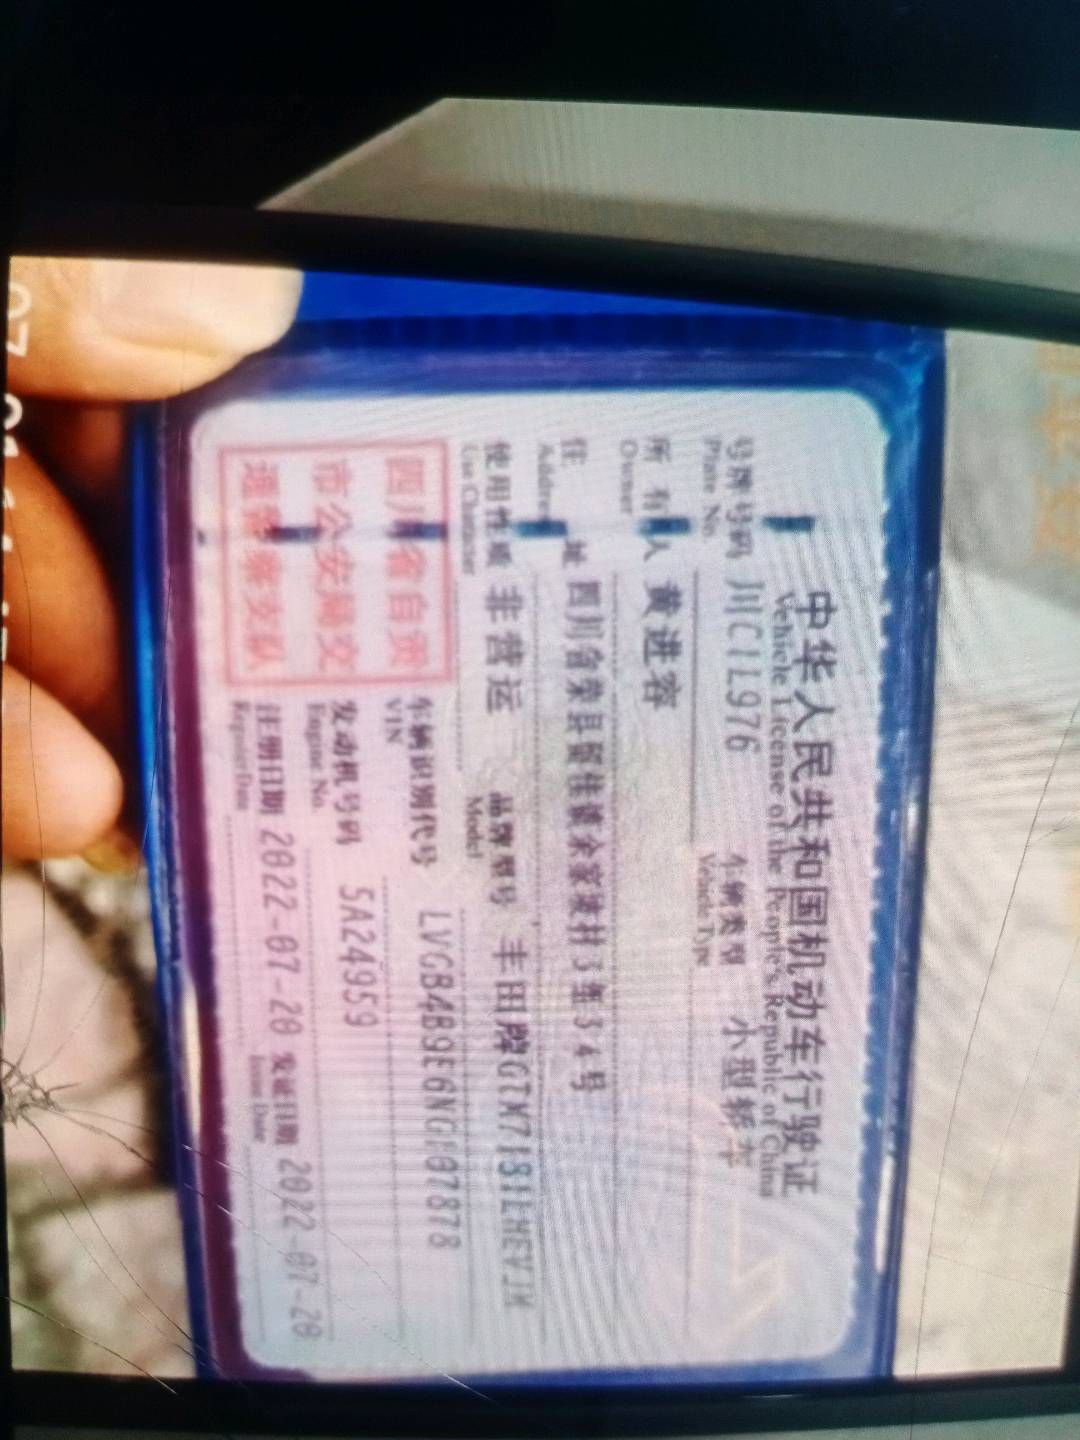 中华人民共和国机动车行驶证
Vehicle License of the People's Republic of China
号牌号码 川C1L976 车辆类型 小型轿车
Plate No. Vehicle Type
所有人 黄进容
Owner
住址 四川省荣县留佳镇余家坡村3组34号
Address
使用性质 非营运 品牌型号 丰田牌
Use Character Model
四川省自贡市公安局交通警察支队
车辆识别代号
VIN
发动机号码 5A24959
Engine No.
注册日期 2022-07-20 发证日期 2022-07-20
Register Date Issue Date